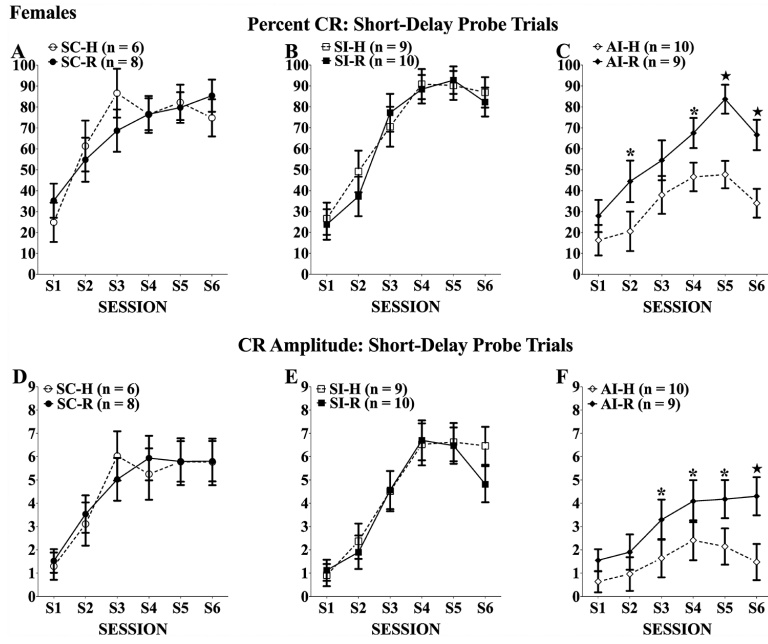 Females
Percent CR: Short-Delay Probe Trials
A
SC-H (n = 6)
SC-R (n = 8)
100
90
80
70
60
50
40
30
20
10
0
S1 S2 S3 S4 S5 S6
SESSION
B
SI-H (n = 9)
SI-R (n = 10)
100
90
80
70
60
50
40
30
20
10
0
S1 S2 S3 S4 S5 S6
SESSION
C
AI-H (n = 10)
AI-R (n = 9)
100
90
80
70
60
50
40
30
20
10
0
* * ★ ★
S1 S2 S3 S4 S5 S6
SESSION
CR Amplitude: Short-Delay Probe Trials
D
SC-H (n = 6)
SC-R (n = 8)
9
8
7
6
5
4
3
2
1
0
S1 S2 S3 S4 S5 S6
SESSION
E
SI-H (n = 9)
SI-R (n = 10)
9
8
7
6
5
4
3
2
1
0
S1 S2 S3 S4 S5 S6
SESSION
F
AI-H (n = 10)
AI-R (n = 9)
9
8
7
6
5
4
3
2
1
0
* * * ★
S1 S2 S3 S4 S5 S6
SESSION